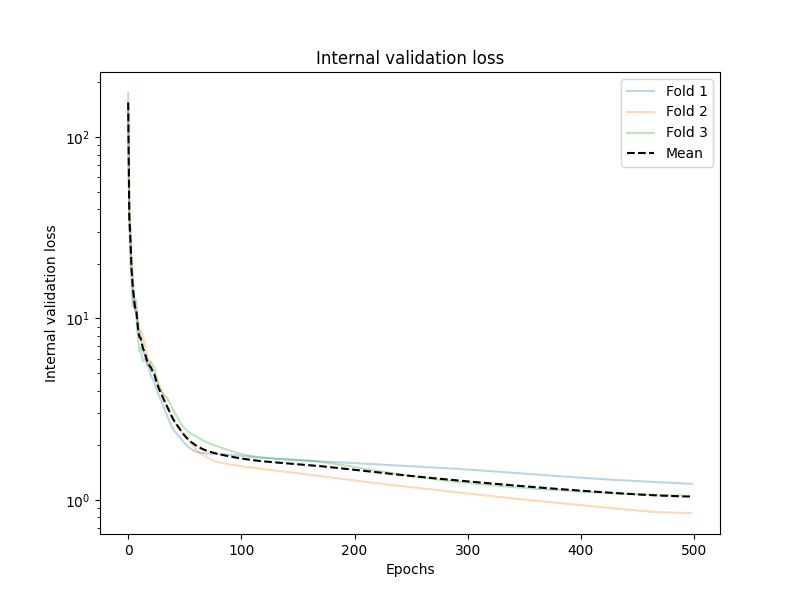 Internal validation loss
Fold 1
Fold 2
Fold 3
Mean
Internal validation loss
10²
10¹
10⁰
0
100
200
300
400
500
Epochs